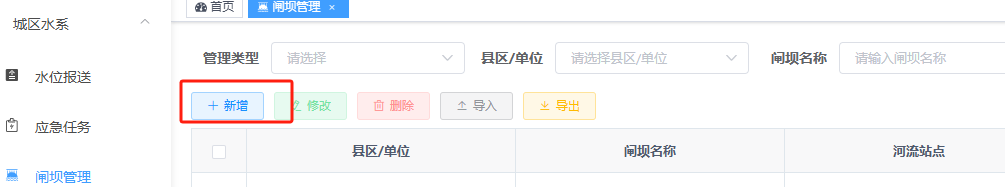 城区水系
首页
闸坝管理 ×
管理类型 请选择 县区/单位 请选择县区/单位 闸坝名称 请输入闸坝名称
水位报送
新增 修改 删除 导入 导出
应急任务
县区/单位 闸坝名称 河流站点
闸坝管理